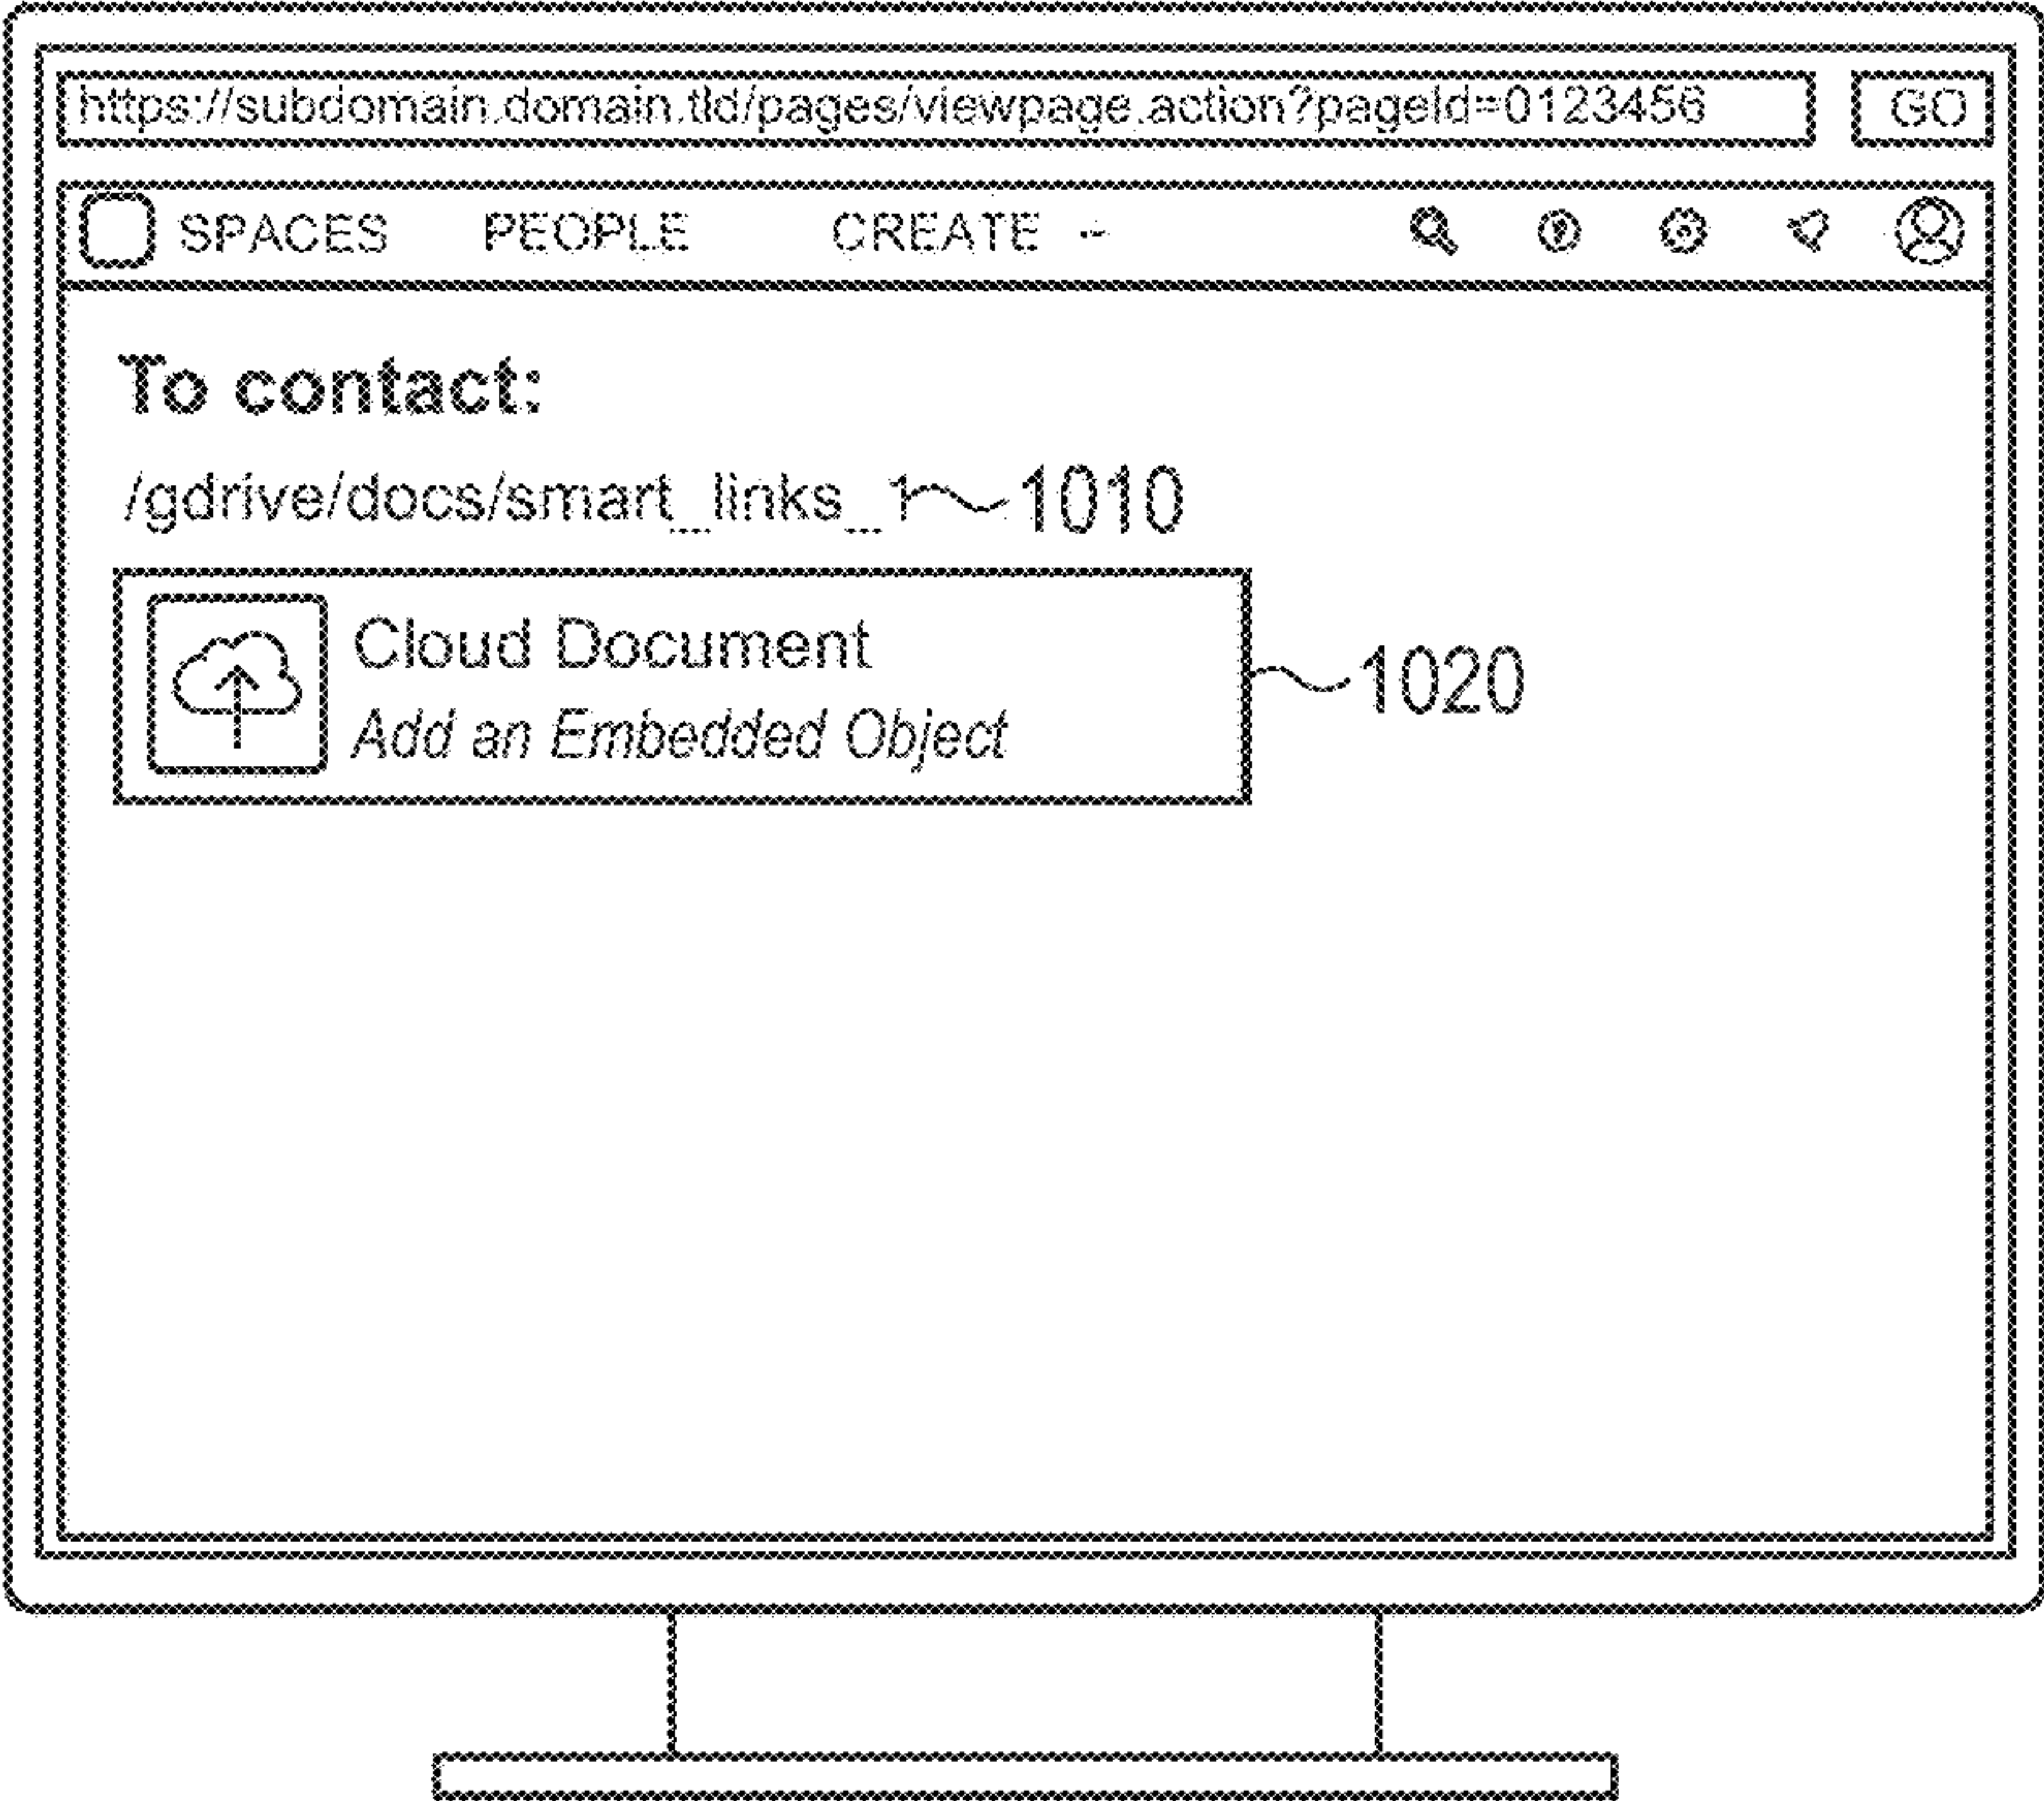 https://subdomain.domain.tld/pages/viewpage.action?pageId=0123456 GO
SPACES PEOPLE CREATE
To contact:
/gdrive/docs/smart_links_1 1010
Cloud Document
Add an Embedded Object
1020